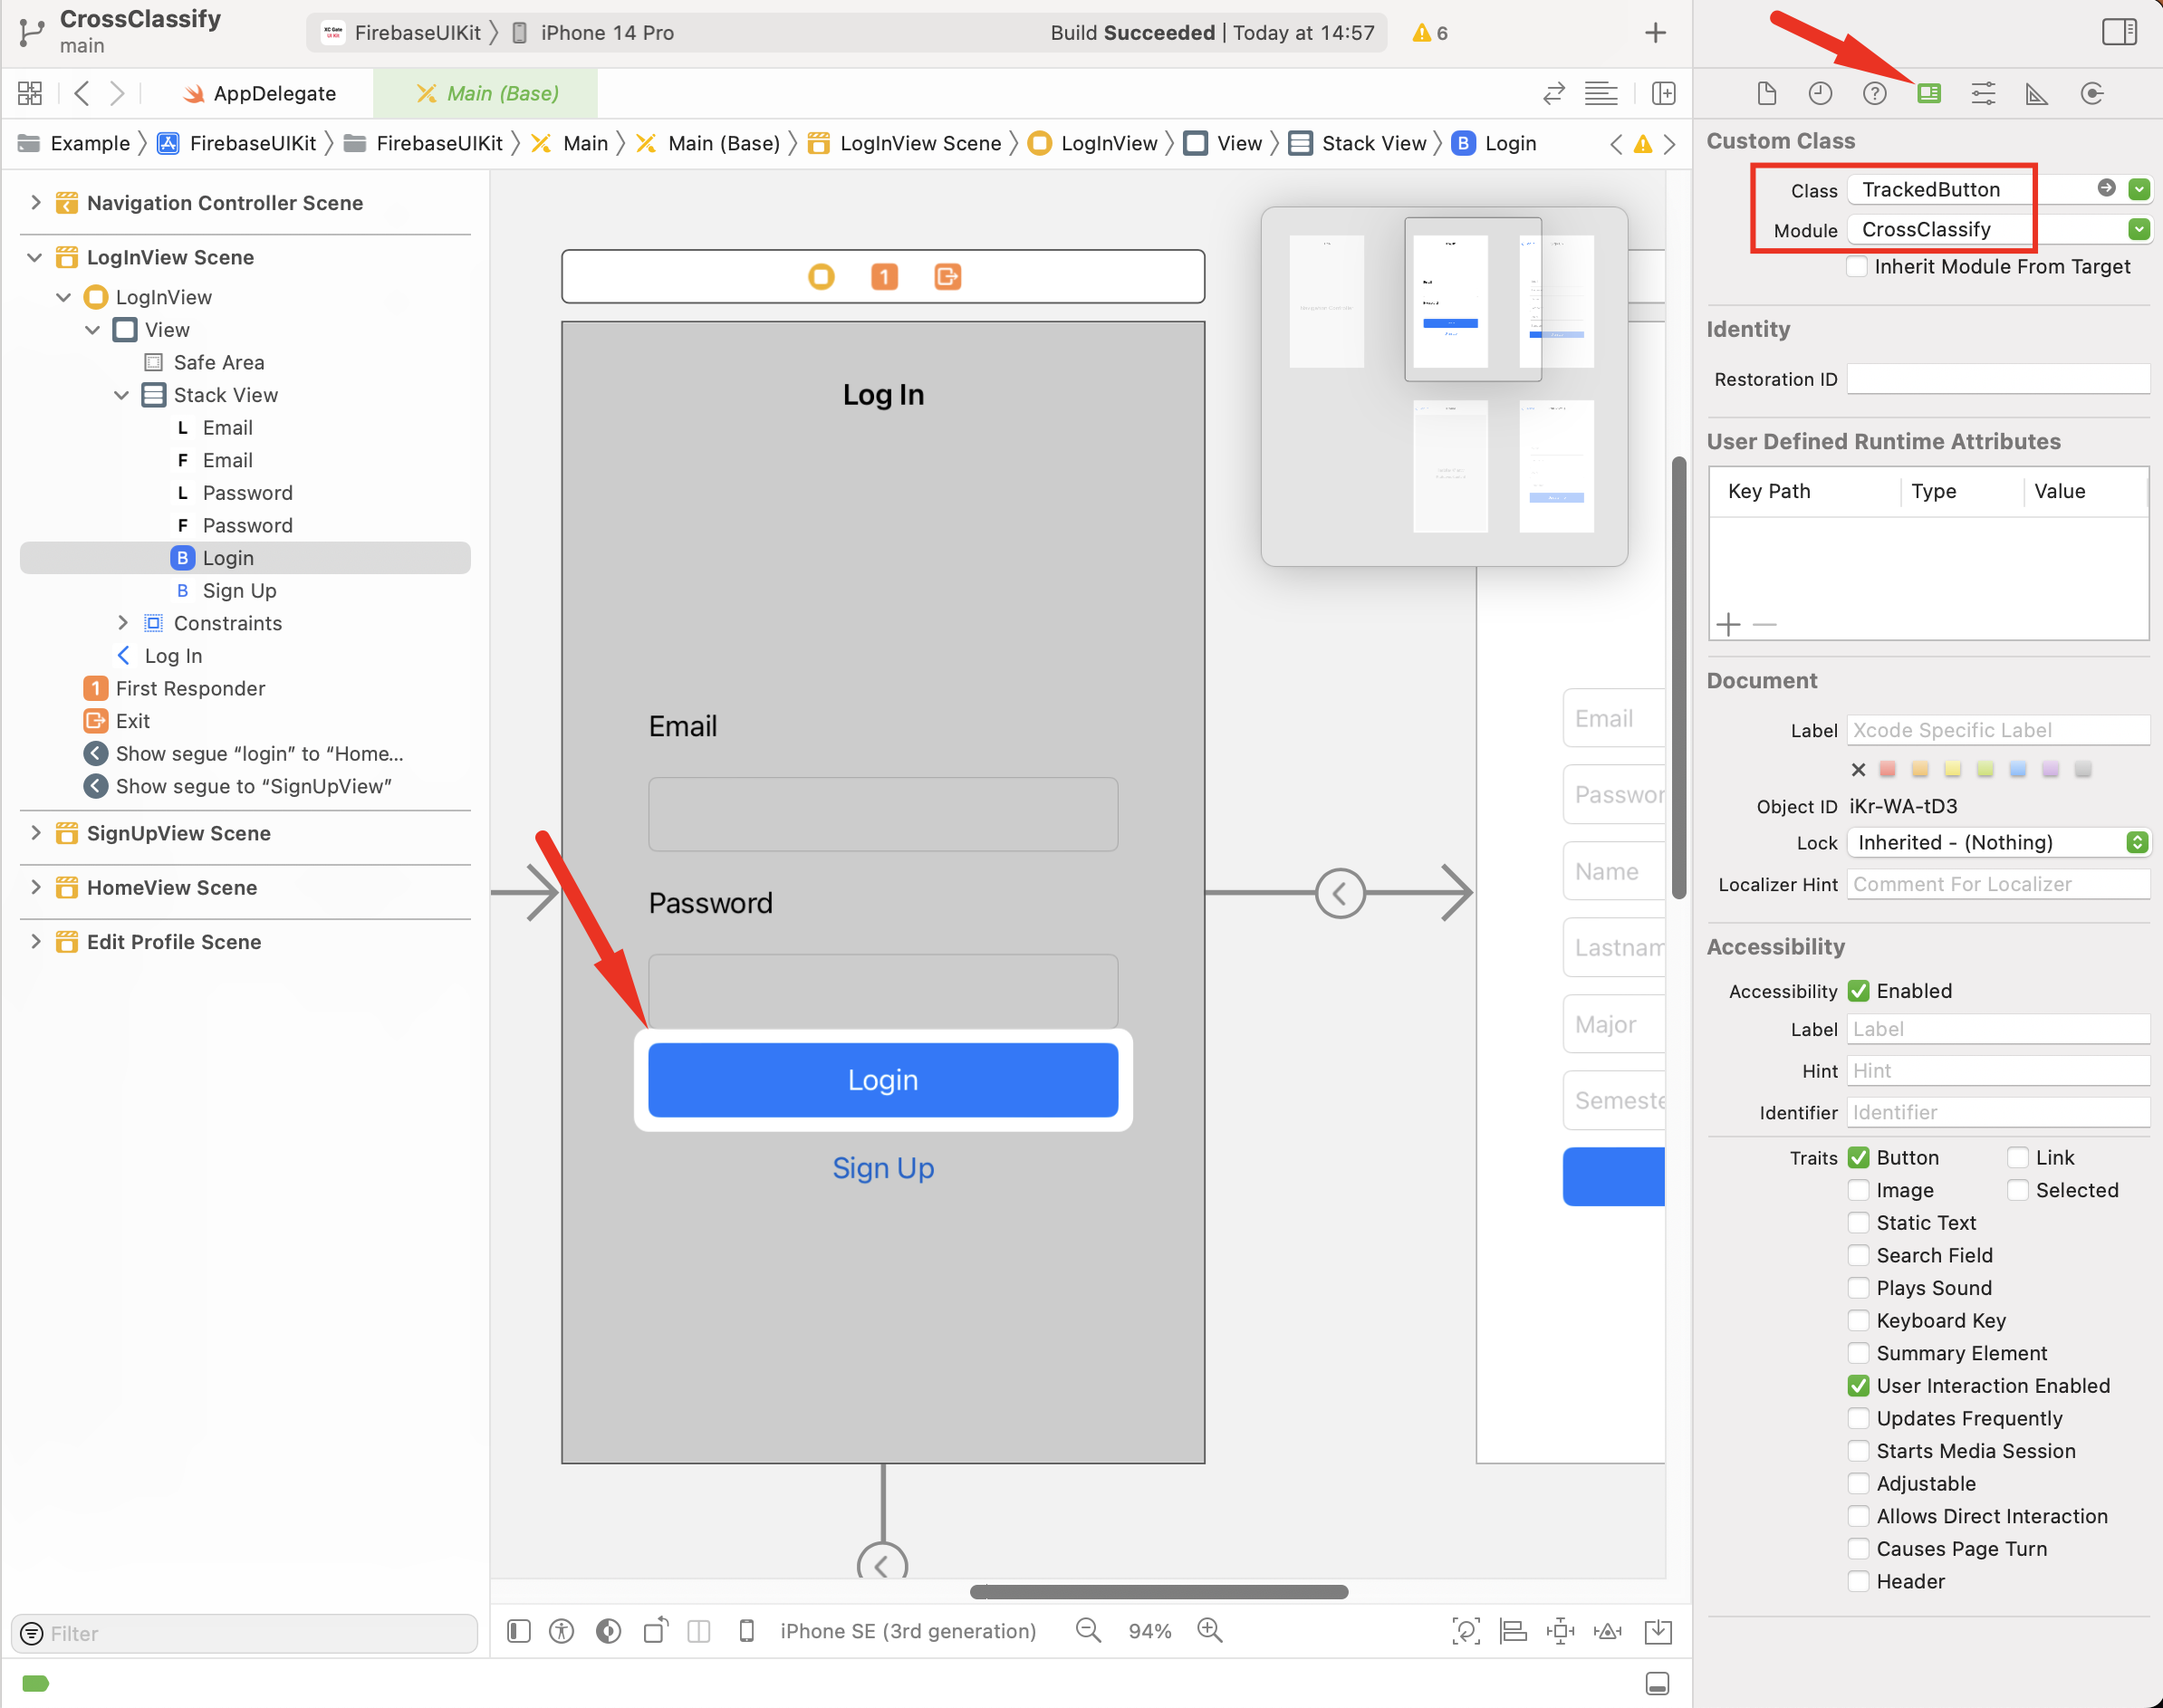 CrossClassify
main
FirebaseUIKit
iPhone 14 Pro
Build Succeeded | Today at 14:57
6
AppDelegate
Main (Base)
Example
FirebaseUIKit
FirebaseUIKit
Main
Main (Base)
LogInView Scene
LogInView
View
Stack View
B
Login
Navigation Controller Scene
LogInView Scene
LogInView
View
Safe Area
Stack View
L Email
F Email
L Password
F Password
B Login
B Sign Up
Constraints
Log In
1 First Responder
Exit
Show segue “login” to “Home...
Show segue to “SignUpView”
SignUpView Scene
HomeView Scene
Edit Profile Scene
Filter
1
Log In
Email
Password
Login
Sign Up
Email
Passwor
Name
Lastnam
Major
Semeste
iPhone SE (3rd generation)
94%
Custom Class
Class TrackedButton
Module CrossClassify
Inherit Module From Target
Identity
Restoration ID
User Defined Runtime Attributes
Key Path Type Value
Document
Label Xcode Specific Label
Object ID iKr-WA-tD3
Lock Inherited - (Nothing)
Localizer Hint Comment For Localizer
Accessibility
Accessibility Enabled
Label Label
Hint Hint
Identifier Identifier
Traits Button Link
Image Selected
Static Text
Search Field
Plays Sound
Keyboard Key
Summary Element
User Interaction Enabled
Updates Frequently
Starts Media Session
Adjustable
Allows Direct Interaction
Causes Page Turn
Header